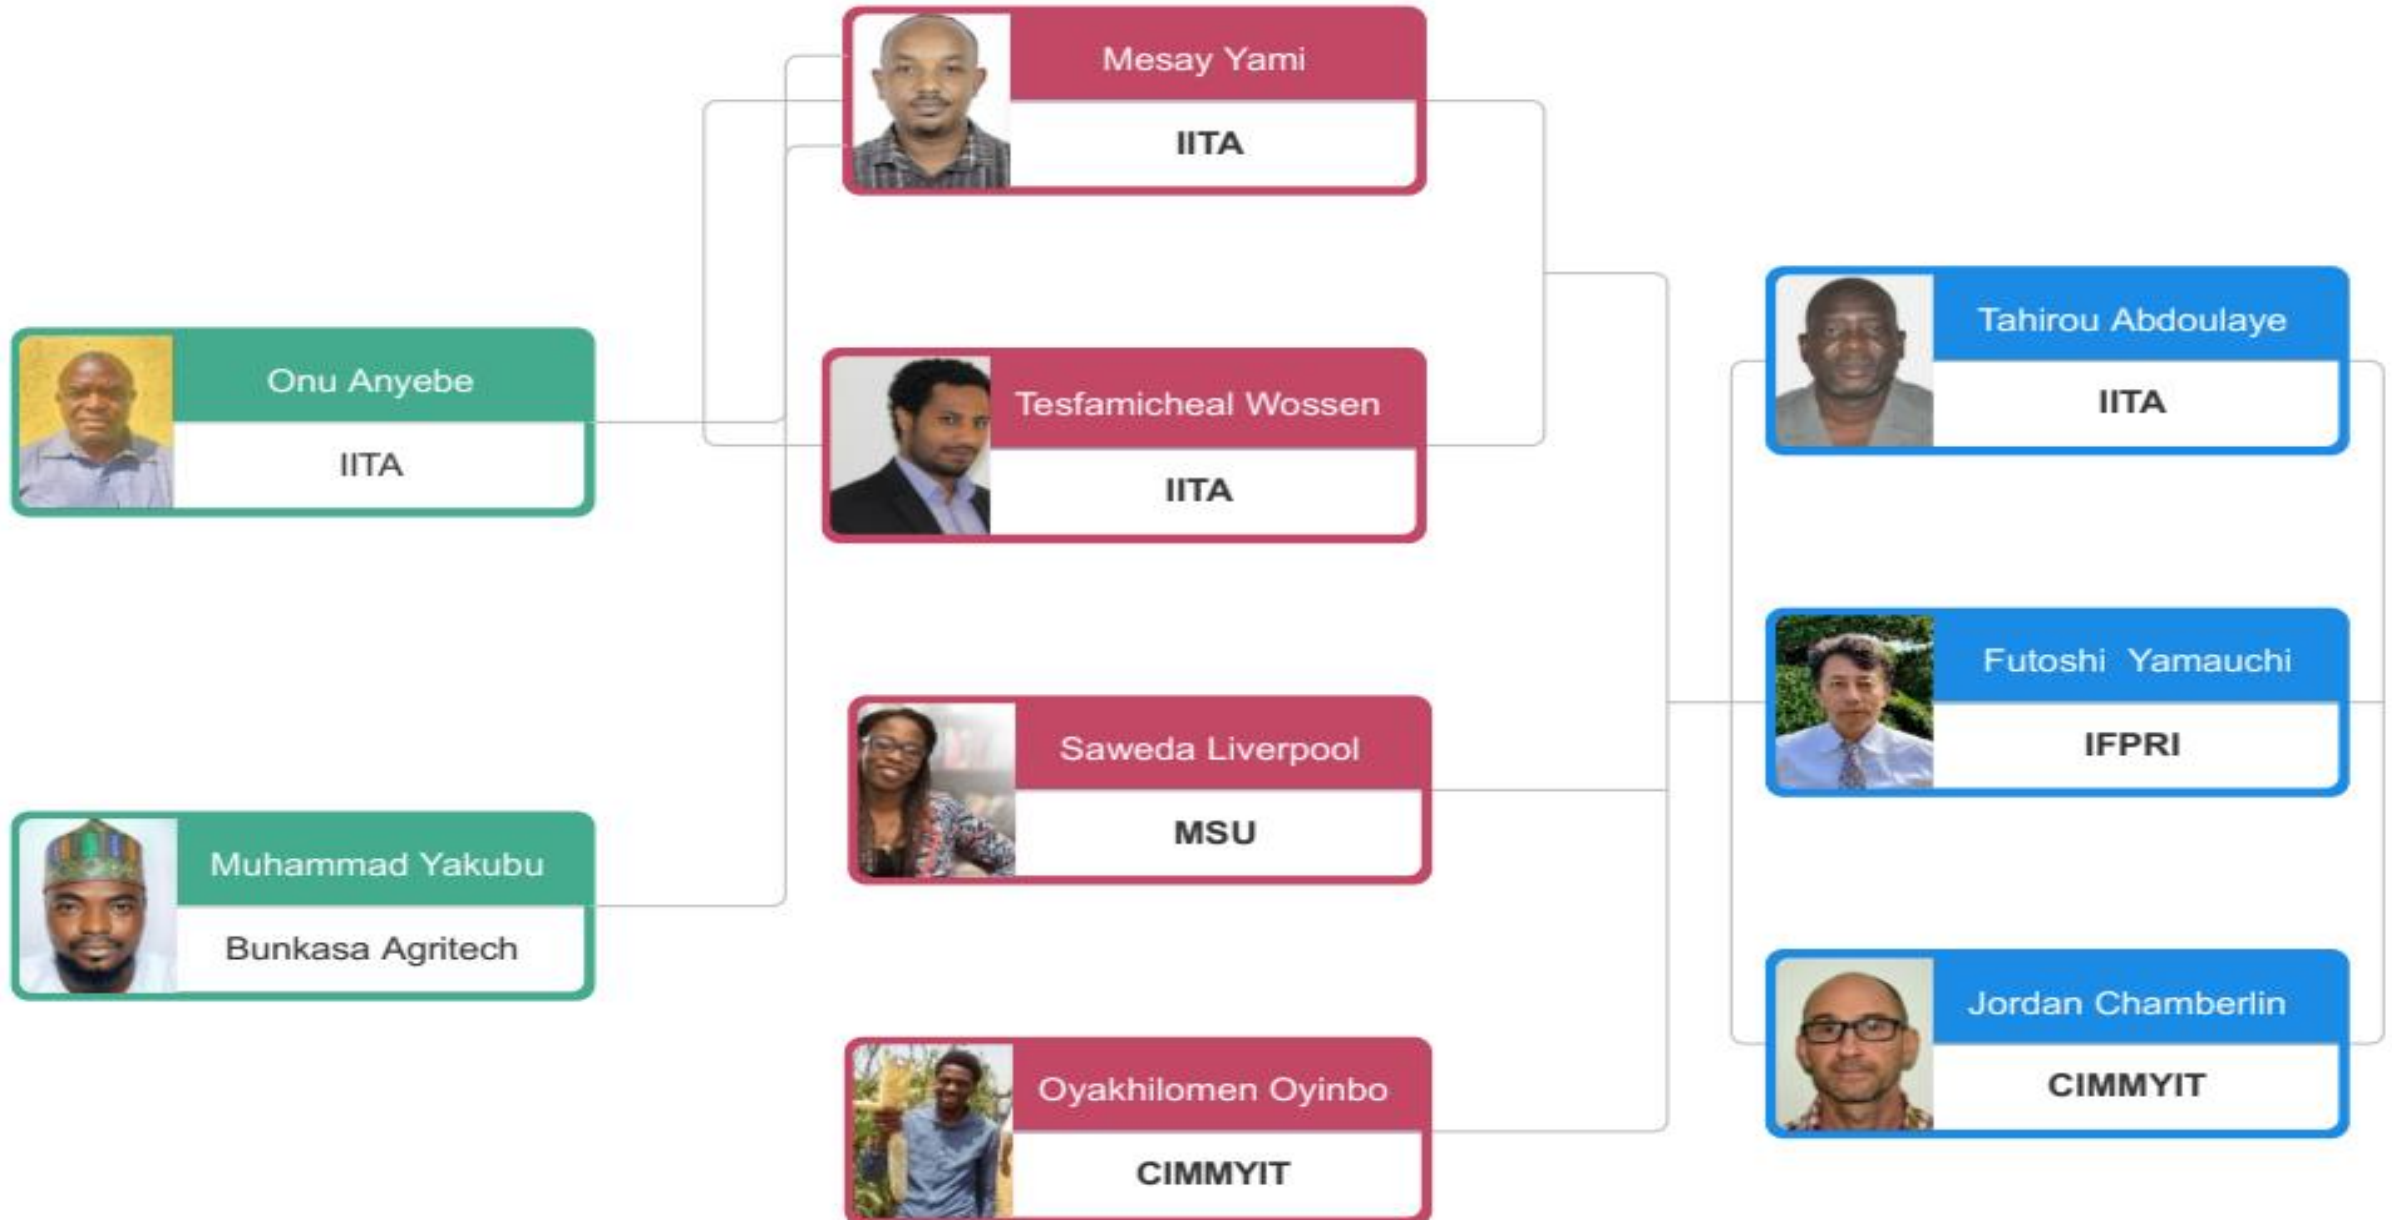 Mesay Yami
IITA
Onu Anyebe
IITA
Tesfamicheal Wossen
IITA
Tahirou Abdoulaye
IITA
Futoshi Yamauchi
IFPRI
Saweda Liverpool
MSU
Muhammad Yakubu
Bunkasa Agritech
Jordan Chamberlin
CIMMYIT
Oyakhilomen Oyinbo
CIMMYIT